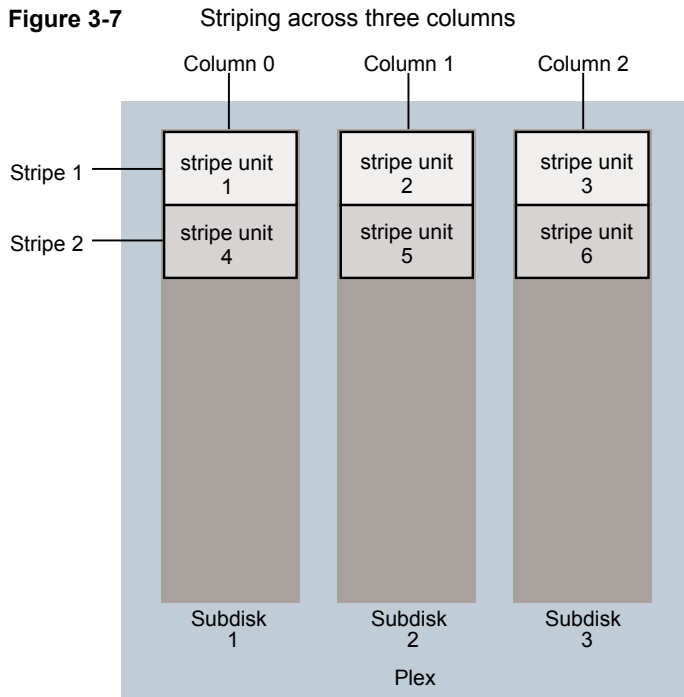 Figure 3-7 Striping across three columns
Column 0 Column 1 Column 2
Stripe 1
stripe unit
1
stripe unit
2
stripe unit
3
Stripe 2
stripe unit
4
stripe unit
5
stripe unit
6
Subdisk
1
Subdisk
2
Subdisk
3
Plex